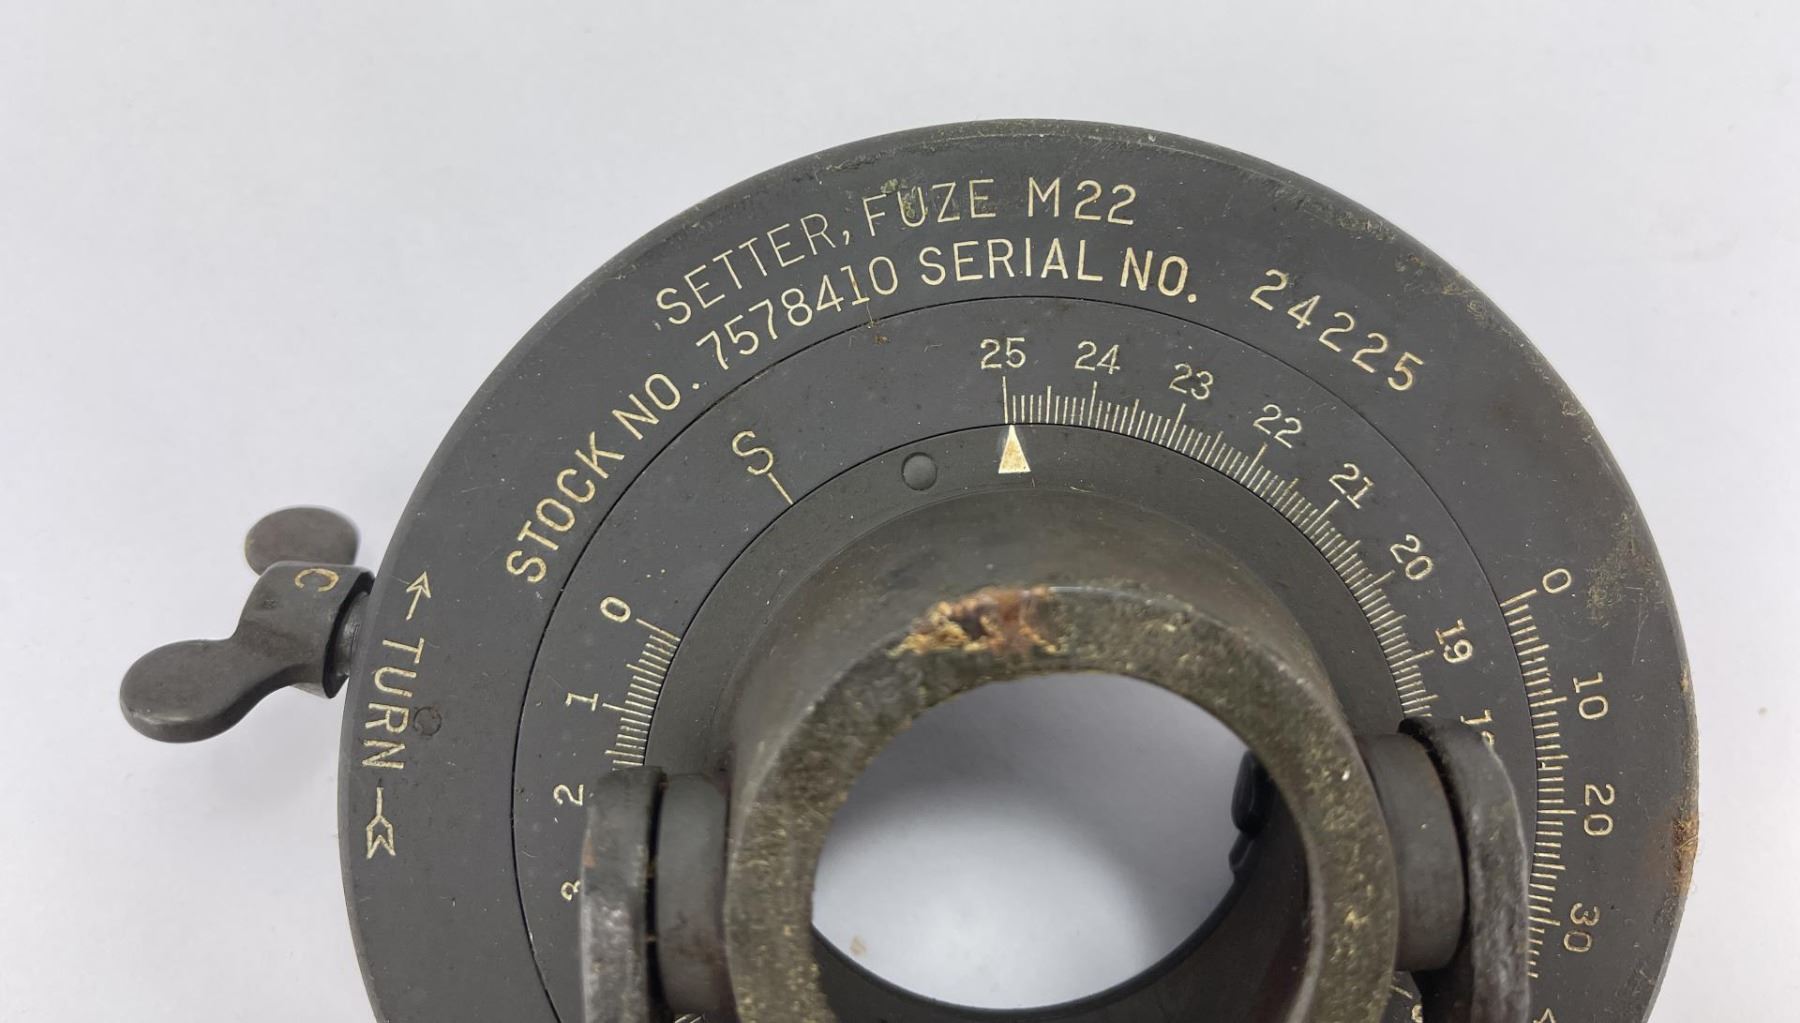 SETTER, FUZE M22
STOCK NO. 7578410 SERIAL NO. 24225
TURN
C
S
25 24 23 22 21 20 19
0 1 2 3
0 10 20 30